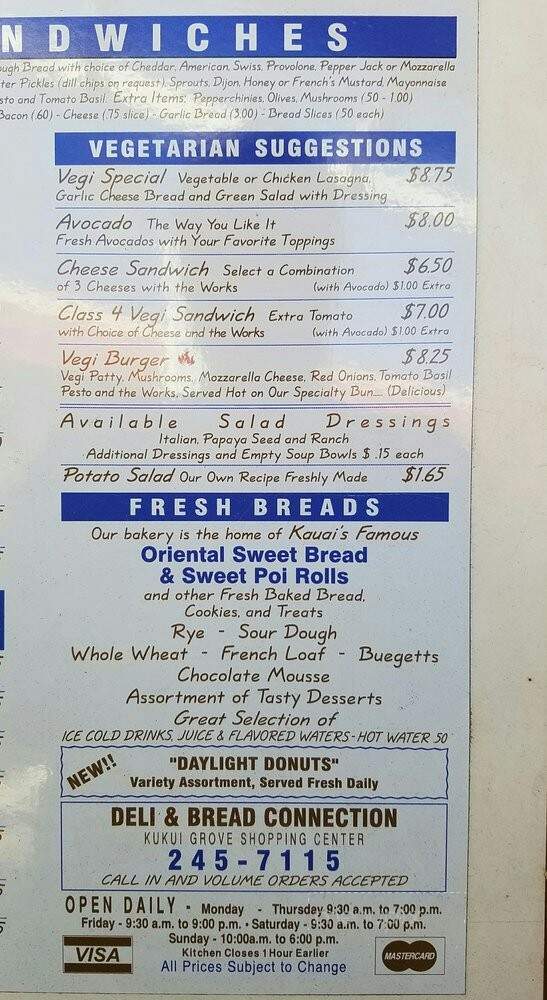 NDWICHES
ugh Bread with choice of Cheddar, American, Swiss, Provolone, Pepper Jack or Mozzarella
ter Pickles (dill chips on request), Sprouts, Dijon, Honey or French's Mustard, Mayonnaise
sto and Tomato Basil. Extra Items: Pepperchinies, Olives, Mushrooms (.50 - 1.00)
Bacon (.60) - Cheese (.75 slice) - Garlic Bread (3.00) - Bread Slices (.50 each)
VEGETARIAN SUGGESTIONS
Vegi Special Vegetable or Chicken Lasagna, $8.75
Garlic Cheese Bread and Green Salad with Dressing
Avocado The Way You Like It $8.00
Fresh Avocados with Your Favorite Toppings
Cheese Sandwich Select a Combination $6.50
of 3 Cheeses with the Works (with Avocado) $1.00 Extra
Class 4 Vegi Sandwich Extra Tomato $7.00
with Choice of Cheese and the Works (with Avocado) $1.00 Extra
Vegi Burger $8.25
Vegi Patty, Mushrooms, Mozzarella Cheese, Red Onions, Tomato Basil
Pesto and the Works, Served Hot on Our Specialty Bun.... (Delicious)
Available Salad Dressings
Italian, Papaya Seed and Ranch
Additional Dressings and Empty Soup Bowls $ .15 each
Potato Salad Our Own Recipe Freshly Made $1.65
FRESH BREADS
Our bakery is the home of Kauai's Famous
Oriental Sweet Bread
& Sweet Poi Rolls
and other Fresh Baked Bread,
Cookies, and Treats
Rye - Sour Dough
Whole Wheat - French Loaf - Buegetts
Chocolate Mousse
Assortment of Tasty Desserts
Great Selection of
ICE COLD DRINKS, JUICE & FLAVORED WATERS - HOT WATER .50
NEW!! "DAYLIGHT DONUTS"
Variety Assortment, Served Fresh Daily
DELI & BREAD CONNECTION
KUKUI GROVE SHOPPING CENTER
245-7115
CALL IN AND VOLUME ORDERS ACCEPTED
OPEN DAILY • Monday - Thursday 9:30 a.m. to 7:00 p.m.
Friday - 9:30 a.m. to 9:00 p.m. • Saturday - 9:30 a.m. to 7:00 p.m.
Sunday - 10:00a.m. to 6:00 p.m.
Kitchen Closes 1 Hour Earlier
All Prices Subject to Change
VISA
MASTERCARD